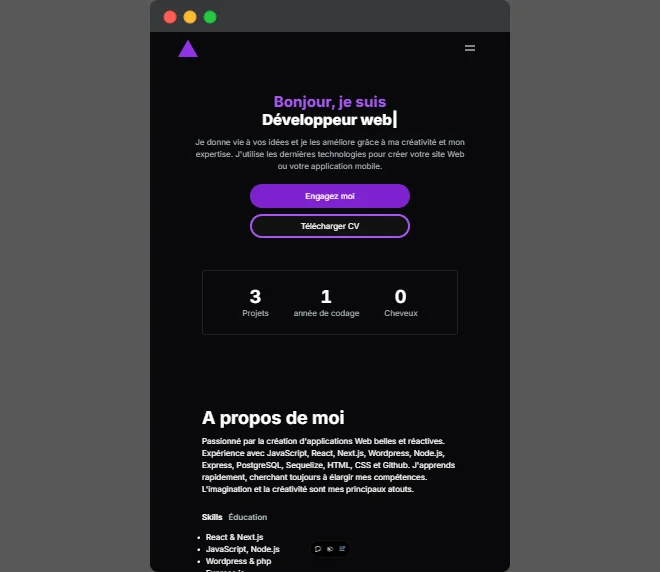 Bonjour, je suis
Développeur web|
Je donne vie à vos idées et je les améliore grâce à ma créativité et mon
expertise. J'utilise les dernières technologies pour créer votre site Web
ou votre application mobile.
Engagez moi
Télécharger CV
3 1 0
Projets année de codage Cheveux
A propos de moi
Passionné par la création d'applications Web belles et réactives.
Expérience avec JavaScript, React, Next.js, Wordpress, Node.js,
Express, PostgreSQL, Sequelize, HTML, CSS et Github. J'apprends
rapidement, cherchant toujours à élargir mes compétences.
L'imagination et la créativité sont mes principaux atouts.
Skills Éducation
React & Next.js
JavaScript, Node.js
Wordpress & php